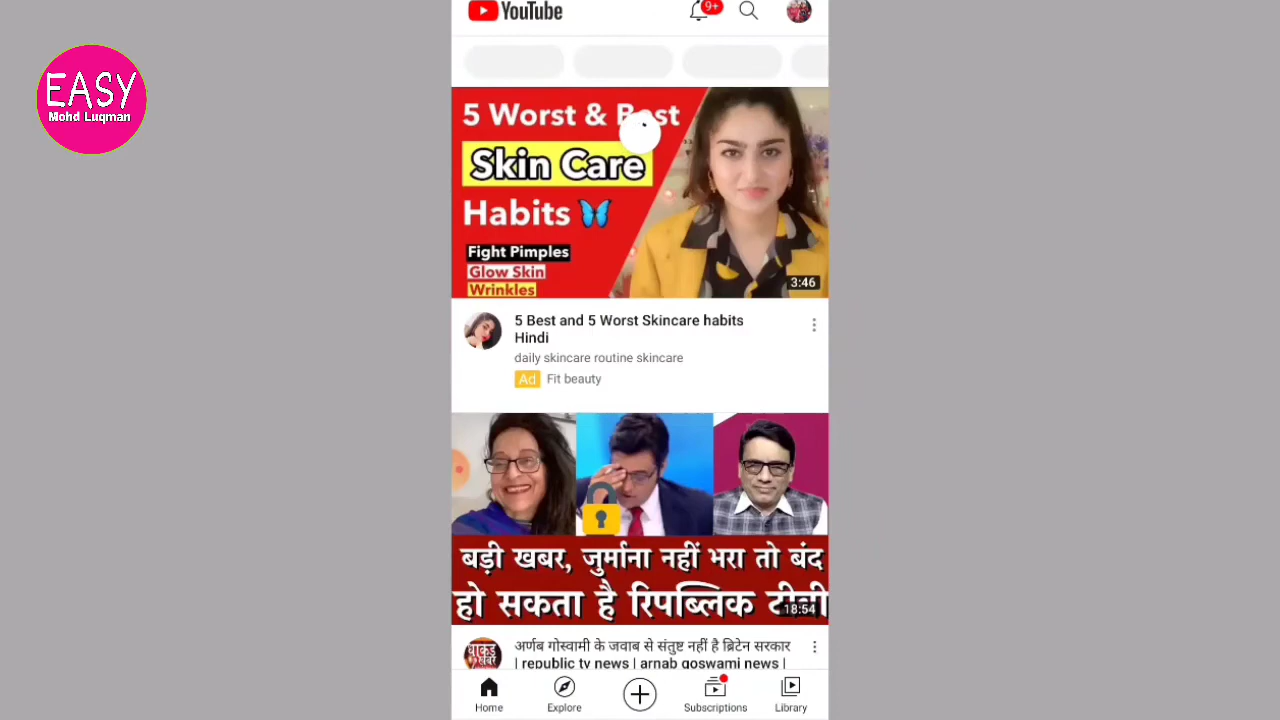 EASY
Mohd Luqman
YouTube
9+
5 Worst & Best
Skin Care
Habits
Fight Pimples
Glow Skin
Wrinkles
3:46
5 Best and 5 Worst Skincare habits
Hindi
daily skincare routine skincare
Ad Fit beauty
बड़ी खबर, जुर्माना नहीं भरा तो बंद
हो सकता है रिपब्लिक टीवी
18:54
धाकड़ खबर
अर्णब गोस्वामी के जवाब से संतुष्ट नहीं है ब्रिटेन सरकार
| republic tv news | arnab goswami news |
Home
Explore
Subscriptions
Library